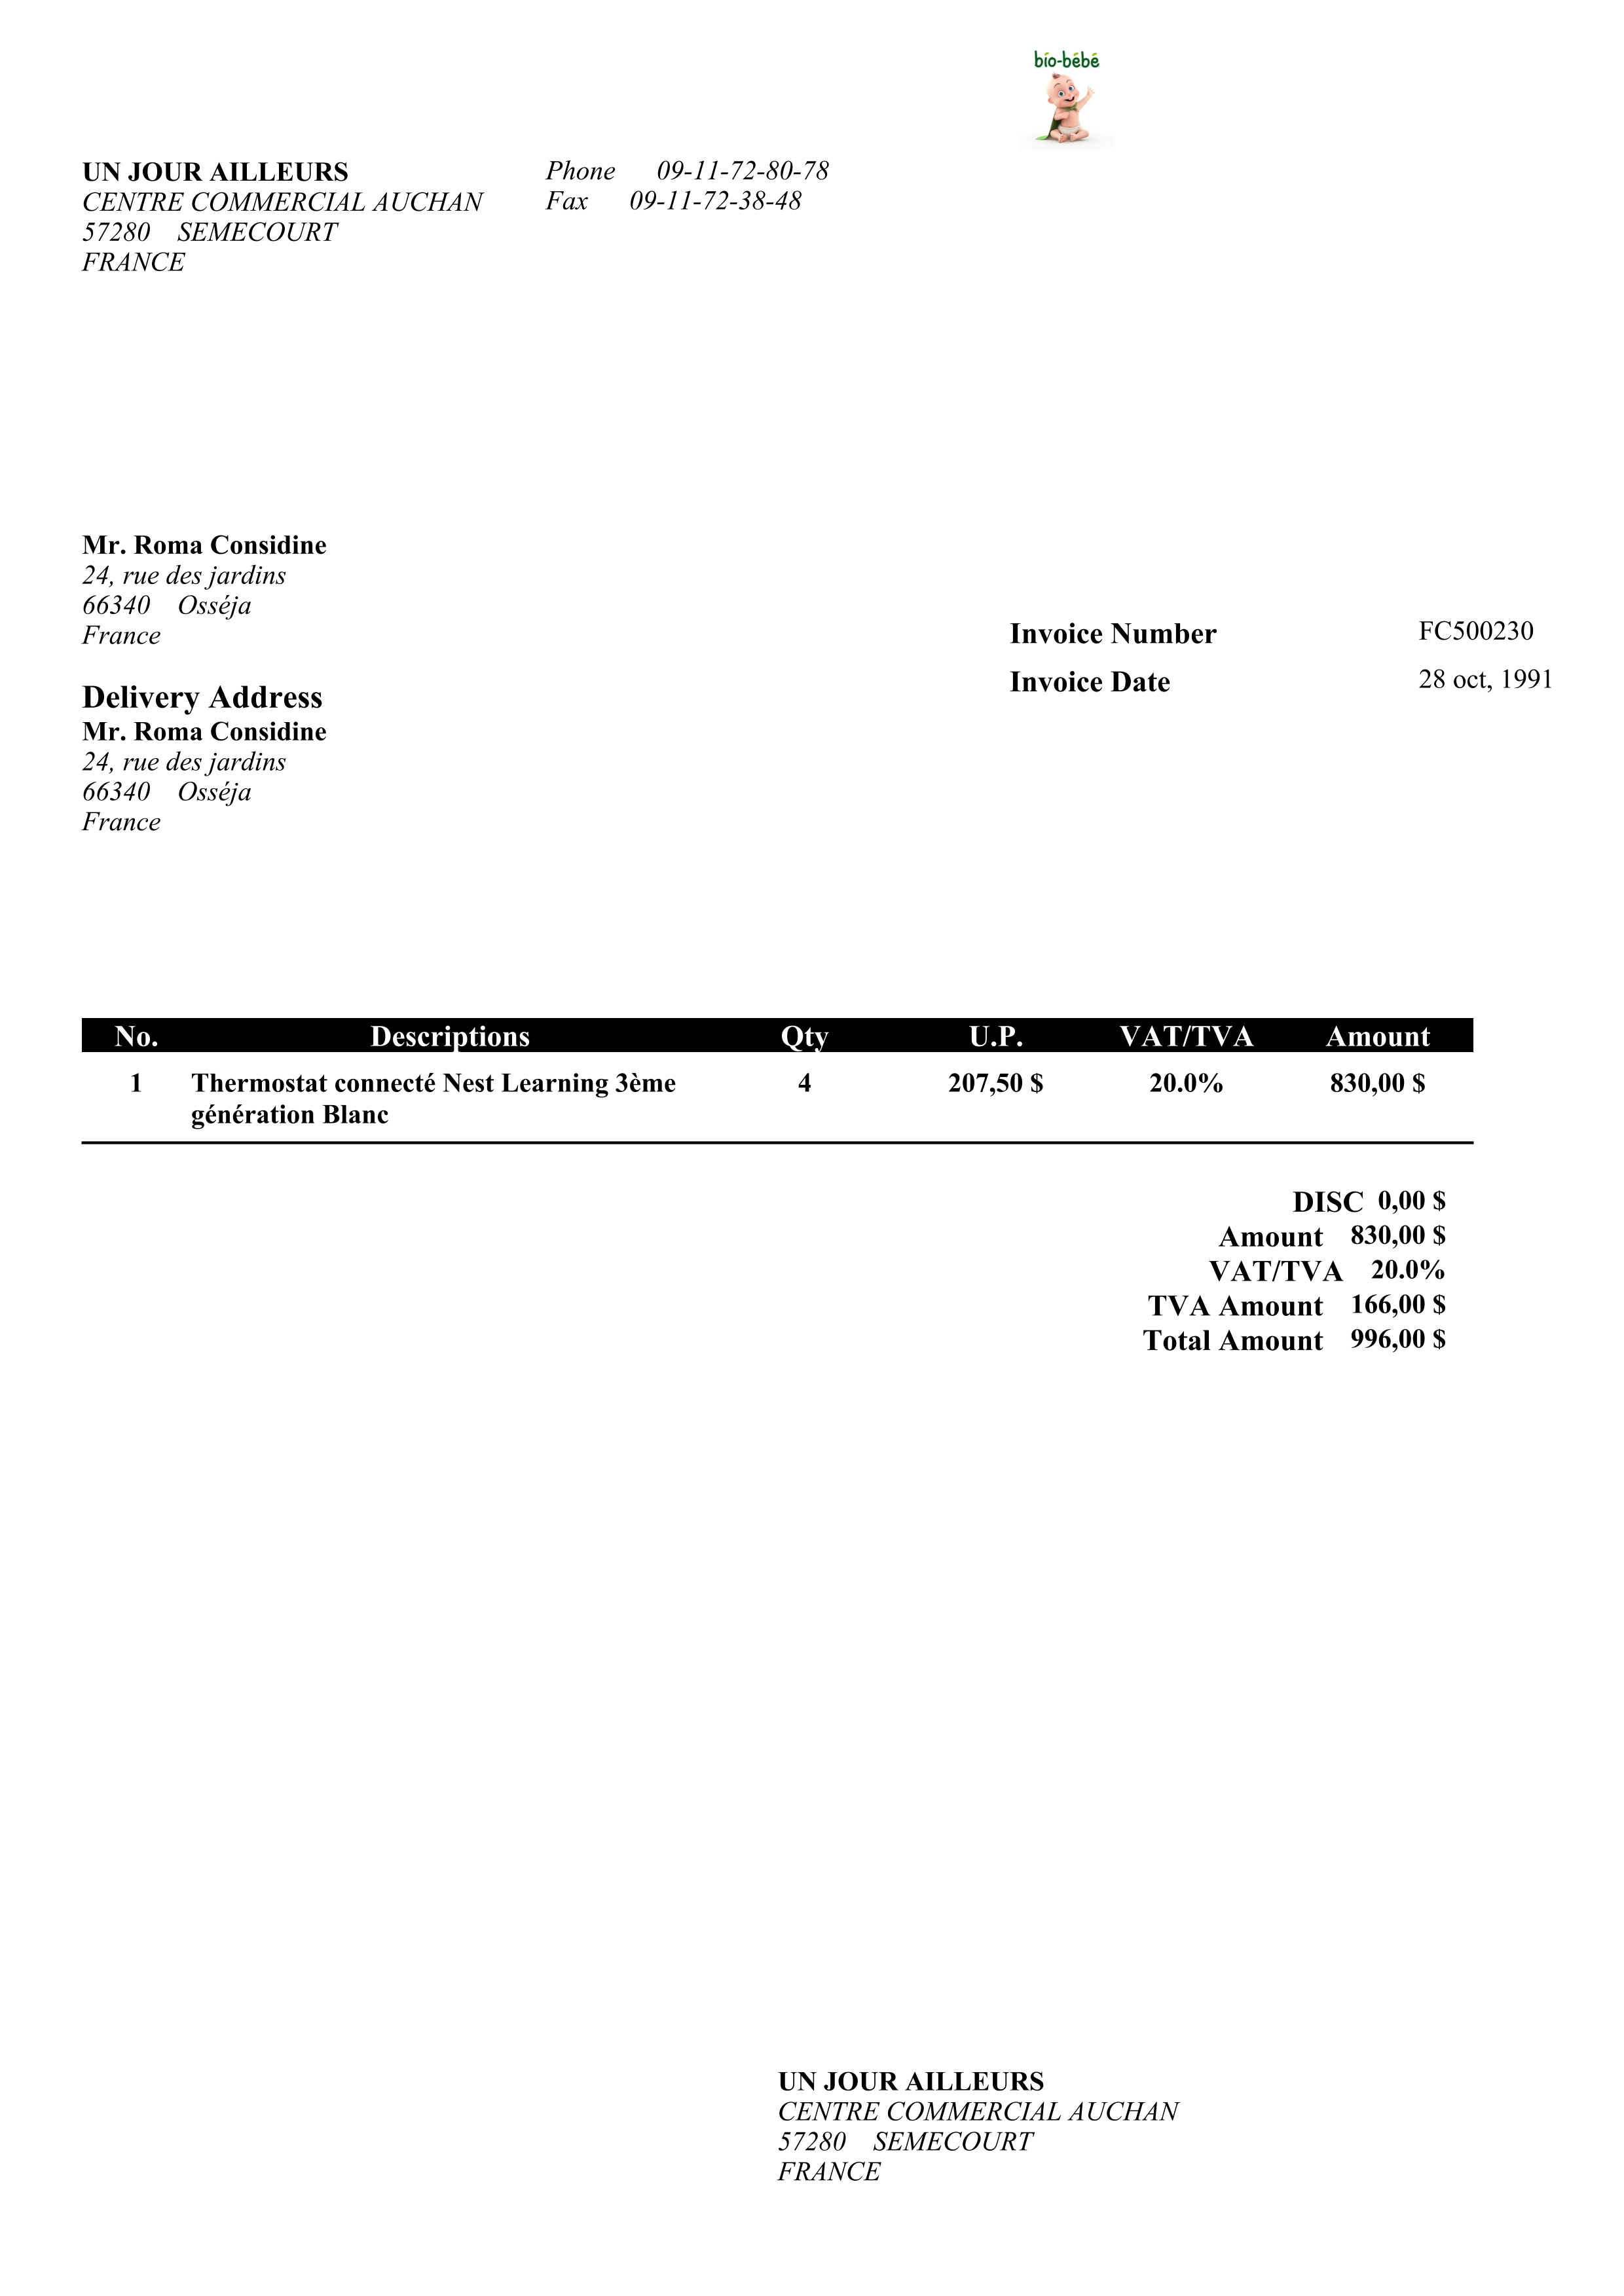 bio-bébé
UN JOUR AILLEURS
CENTRE COMMERCIAL AUCHAN
57280 SEMECOURT
FRANCE
Phone 09-11-72-80-78
Fax 09-11-72-38-48
Mr. Roma Considine
24, rue des jardins
66340 Osséja
France
Invoice Number FC500230
Invoice Date 28 oct, 1991
Delivery Address
Mr. Roma Considine
24, rue des jardins
66340 Osséja
France
No. Descriptions Qty U.P. VAT/TVA Amount
1 Thermostat connecté Nest Learning 3ème 4 207,50 $ 20.0% 830,00 $
génération Blanc
DISC 0,00 $
Amount 830,00 $
VAT/TVA 20.0%
TVA Amount 166,00 $
Total Amount 996,00 $
UN JOUR AILLEURS
CENTRE COMMERCIAL AUCHAN
57280 SEMECOURT
FRANCE